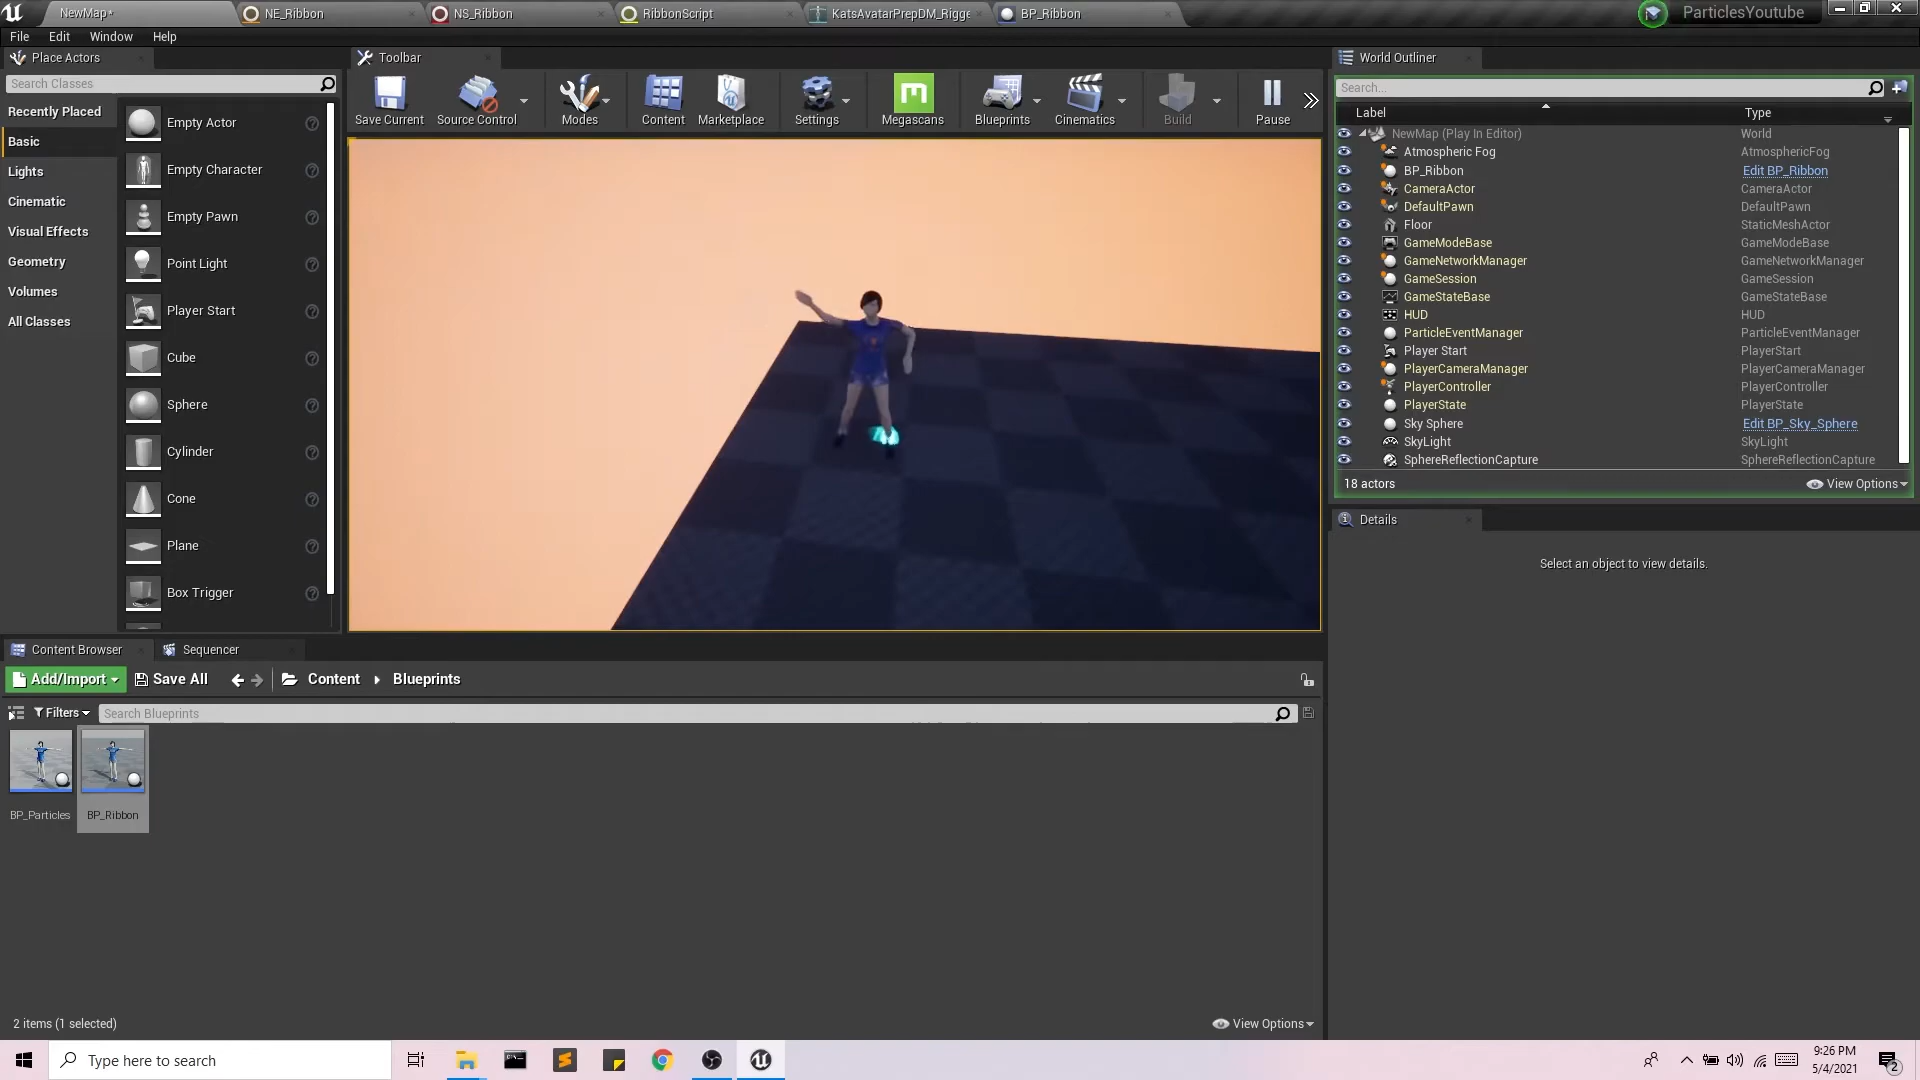 NewMap*
NE_Ribbon
NS_Ribbon
RibbonScript
KatsAvatarPrepDM_Rigge
BP_Ribbon
ParticlesYoutube
File
Edit
Window
Help
Place Actors
Search Classes
Recently Placed
Basic
Lights
Cinematic
Visual Effects
Geometry
Volumes
All Classes
Empty Actor
Empty Character
Empty Pawn
Point Light
Player Start
Cube
Sphere
Cylinder
Cone
Plane
Box Trigger
Toolbar
Save Current
Source Control
Modes
Content
Marketplace
Settings
Megascans
Blueprints
Cinematics
Build
Pause
World Outliner
Search...
Label Type
NewMap (Play In Editor) World
Atmospheric Fog AtmosphericFog
BP_Ribbon Edit BP_Ribbon
CameraActor CameraActor
DefaultPawn DefaultPawn
Floor StaticMeshActor
GameModeBase GameModeBase
GameNetworkManager GameNetworkManager
GameSession GameSession
GameStateBase GameStateBase
HUD HUD
ParticleEventManager ParticleEventManager
Player Start PlayerStart
PlayerCameraManager PlayerCameraManager
PlayerController PlayerController
PlayerState PlayerState
Sky Sphere Edit BP_Sky_Sphere
SkyLight SkyLight
SphereReflectionCapture SphereReflectionCapture
18 actors View Options
Details
Select an object to view details.
Content Browser
Sequencer
Add/Import
Save All
Content
Blueprints
Filters
Search Blueprints
BP_Particles
BP_Ribbon
2 items (1 selected)
View Options
Type here to search
9:26 PM
5/4/2021
2